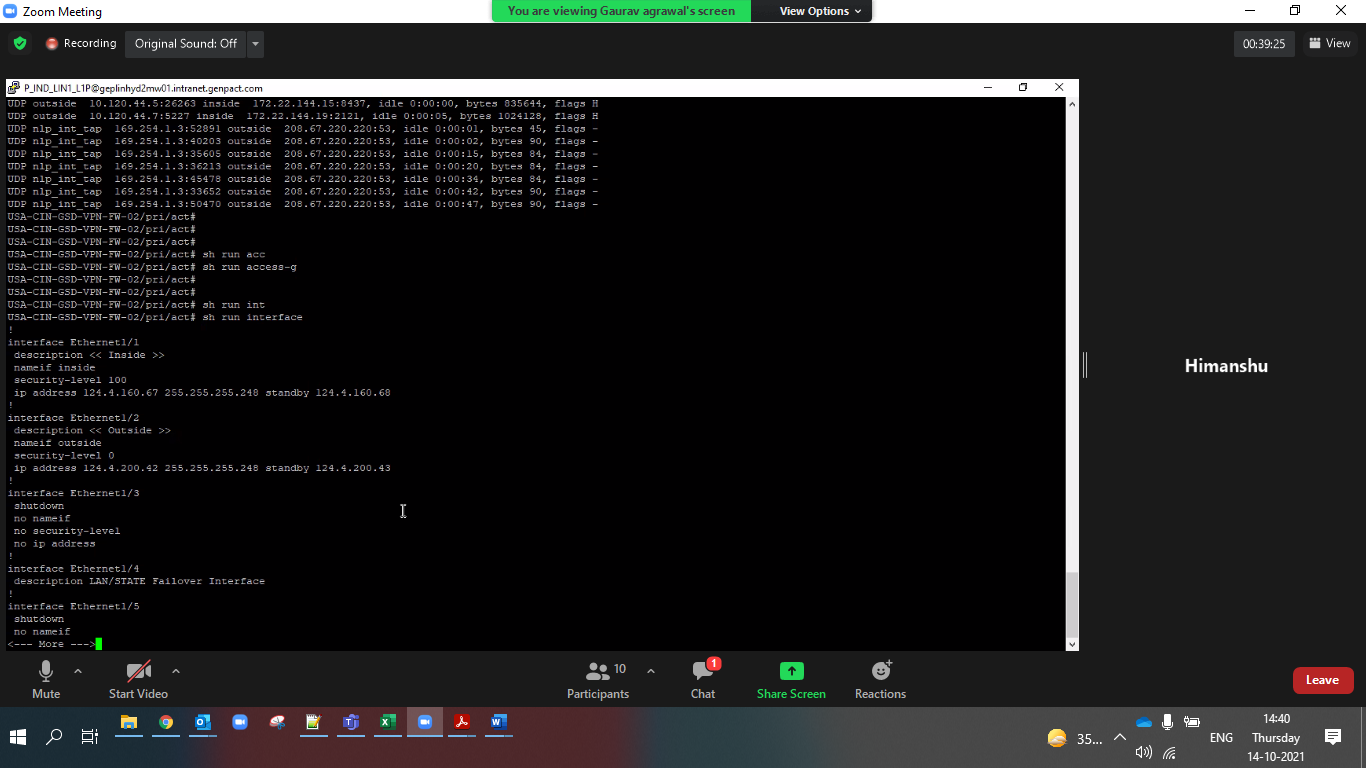 Zoom Meeting
You are viewing Gaurav agrawal's screen
View Options
Recording
Original Sound: Off
00:39:25
View
P_IND_LIN1_L1P@geplinhyd2mw01.intranet.genpact.com
UDP outside  10.120.44.5:26263 inside  172.22.144.15:8437, idle 0:00:00, bytes 835644, flags H
UDP outside  10.120.44.7:5227 inside  172.22.144.19:2121, idle 0:00:05, bytes 1024128, flags H
UDP nlp_int_tap  169.254.1.3:52891 outside  208.67.220.220:53, idle 0:00:01, bytes 45, flags -
UDP nlp_int_tap  169.254.1.3:40203 outside  208.67.220.220:53, idle 0:00:02, bytes 90, flags -
UDP nlp_int_tap  169.254.1.3:35605 outside  208.67.220.220:53, idle 0:00:15, bytes 84, flags -
UDP nlp_int_tap  169.254.1.3:36213 outside  208.67.220.220:53, idle 0:00:20, bytes 84, flags -
UDP nlp_int_tap  169.254.1.3:45478 outside  208.67.220.220:53, idle 0:00:34, bytes 84, flags -
UDP nlp_int_tap  169.254.1.3:33652 outside  208.67.220.220:53, idle 0:00:42, bytes 90, flags -
UDP nlp_int_tap  169.254.1.3:50470 outside  208.67.220.220:53, idle 0:00:47, bytes 90, flags -
USA-CIN-GSD-VPN-FW-02/pri/act#
USA-CIN-GSD-VPN-FW-02/pri/act#
USA-CIN-GSD-VPN-FW-02/pri/act#
USA-CIN-GSD-VPN-FW-02/pri/act# sh run acc
USA-CIN-GSD-VPN-FW-02/pri/act# sh run access-g
USA-CIN-GSD-VPN-FW-02/pri/act#
USA-CIN-GSD-VPN-FW-02/pri/act#
USA-CIN-GSD-VPN-FW-02/pri/act# sh run int
USA-CIN-GSD-VPN-FW-02/pri/act# sh run interface
!
interface Ethernet1/1
 description << Inside >>
 nameif inside
 security-level 100
 ip address 124.4.160.67 255.255.255.248 standby 124.4.160.68
!
interface Ethernet1/2
 description << Outside >>
 nameif outside
 security-level 0
 ip address 124.4.200.42 255.255.255.248 standby 124.4.200.43
!
interface Ethernet1/3
 shutdown
 no nameif
 no security-level
 no ip address
!
interface Ethernet1/4
 description LAN/STATE Failover Interface
!
interface Ethernet1/5
 shutdown
 no nameif
<--- More --->
Himanshu
Mute
Start Video
Participants
10
Chat
1
Share Screen
Reactions
Leave
35...
ENG
14:40
Thursday
14-10-2021